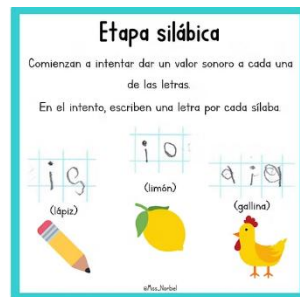 Etapa silábica
Comienzan a intentar dar un valor sonoro a cada una
de las letras.
En el intento, escriben una letra por cada sílaba.
i o
(limón)
i
(lápiz)
a i a
(gallina)
@Miss_Norbel